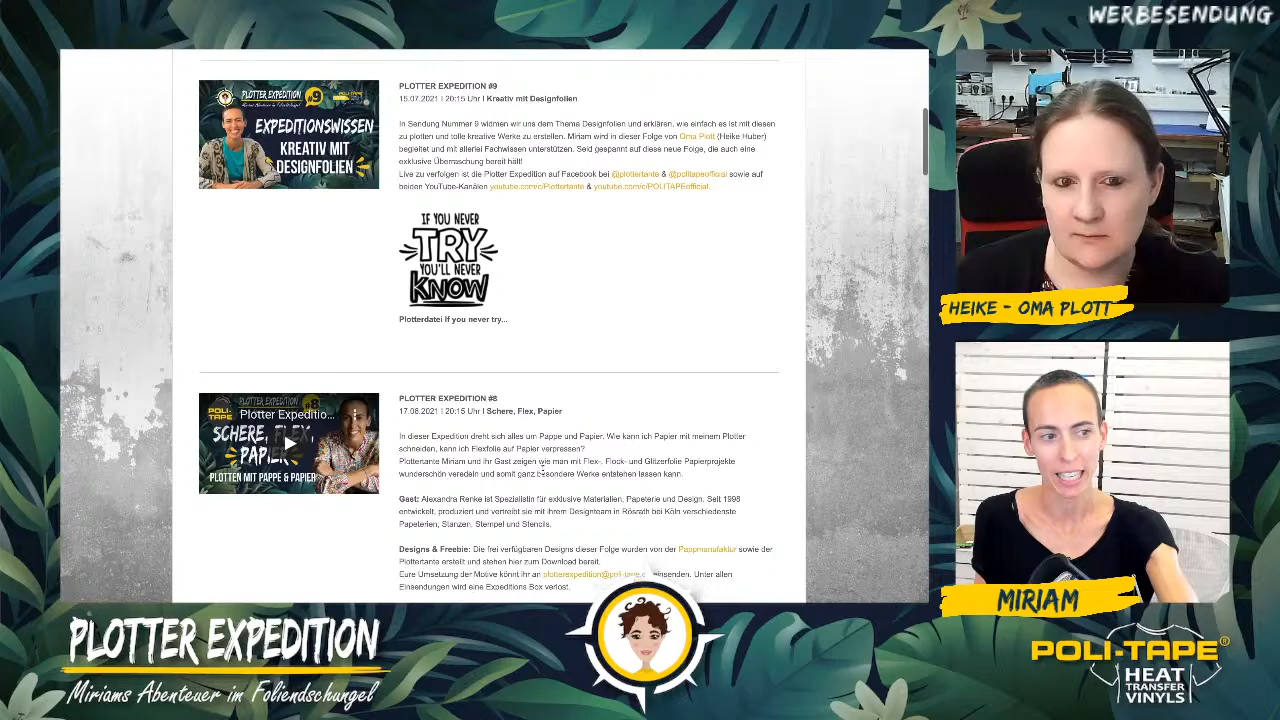 WERBESENDUNG
PLOTTER EXPEDITION #9
15.07.2021 | 20:15 Uhr | Kreativ mit Designfolien
In Sendung Nummer 9 widmen wir uns dem Thema Designfolien und erklären, wie einfach es ist mit diesen
zu plotten und tolle kreative Werke zu erstellen. Miriam wird in dieser Folge von Oma Plott (Heike Huber)
begleitet und mit allerlei Fachwissen unterstützen. Seid gespannt auf diese neue Folge, die auch eine
exklusive Überraschung bereit hält!
Live zu verfolgen ist die Plotter Expedition auf Facebook bei @plottertante & @politapeofficial sowie auf
beiden YouTube-Kanälen youtube.com/c/Plottertante & youtube.com/c/POLITAPEofficial.
PLOTTER EXPEDITION #9
EXPEDITIONSWISSEN
KREATIV MIT
DESIGNFOLIEN
IF YOU NEVER
TRY
YOU'LL NEVER
KNOW
Plotterdatei If you never try...
PLOTTER EXPEDITION #8
17.06.2021 | 20:15 Uhr | Schere, Flex, Papier
In dieser Expedition dreht sich alles um Pappe und Papier. Wie kann ich Papier mit meinem Plotter
schneiden, kann ich Flexfolie auf Papier verpressen?
Plottertante Miriam und ihr Gast zeigen wie man mit Flex-, Flock- und Glitzerfolie Papierprojekte
wunderschön veredeln und somit ganz besondere Werke entstehen lassen kann.
Gast: Alexandra Renke ist Spezialistin für exklusive Materialien, Papeterie und Design. Seit 1998
entwickelt, produziert und vertreibt sie mit ihrem Designteam in Rösrath bei Köln verschiedenste
Papeterien, Stanzen, Stempel und Stencils.
Designs & Freebie: Die frei verfügbaren Designs dieser Folge wurden von der Pappmanufaktur sowie der
Plottertante erstellt und stehen hier zum Download bereit.
Eure Umsetzung der Motive könnt ihr an plotterexpedition@poli-tape. einsenden. Unter allen
Einsendungen wird eine Expeditions Box verlost.
POLI-TAPE
Plotter Expeditio...
SCHERE, FLEX,
PAPIER
PLOTTEN MIT PAPPE & PAPIER
HEIKE - OMA PLOTT
MIRIAM
PLOTTER EXPEDITION
Miriams Abenteuer im Foliendschungel
POLI-TAPE®
HEAT
TRANSFER
VINYLS